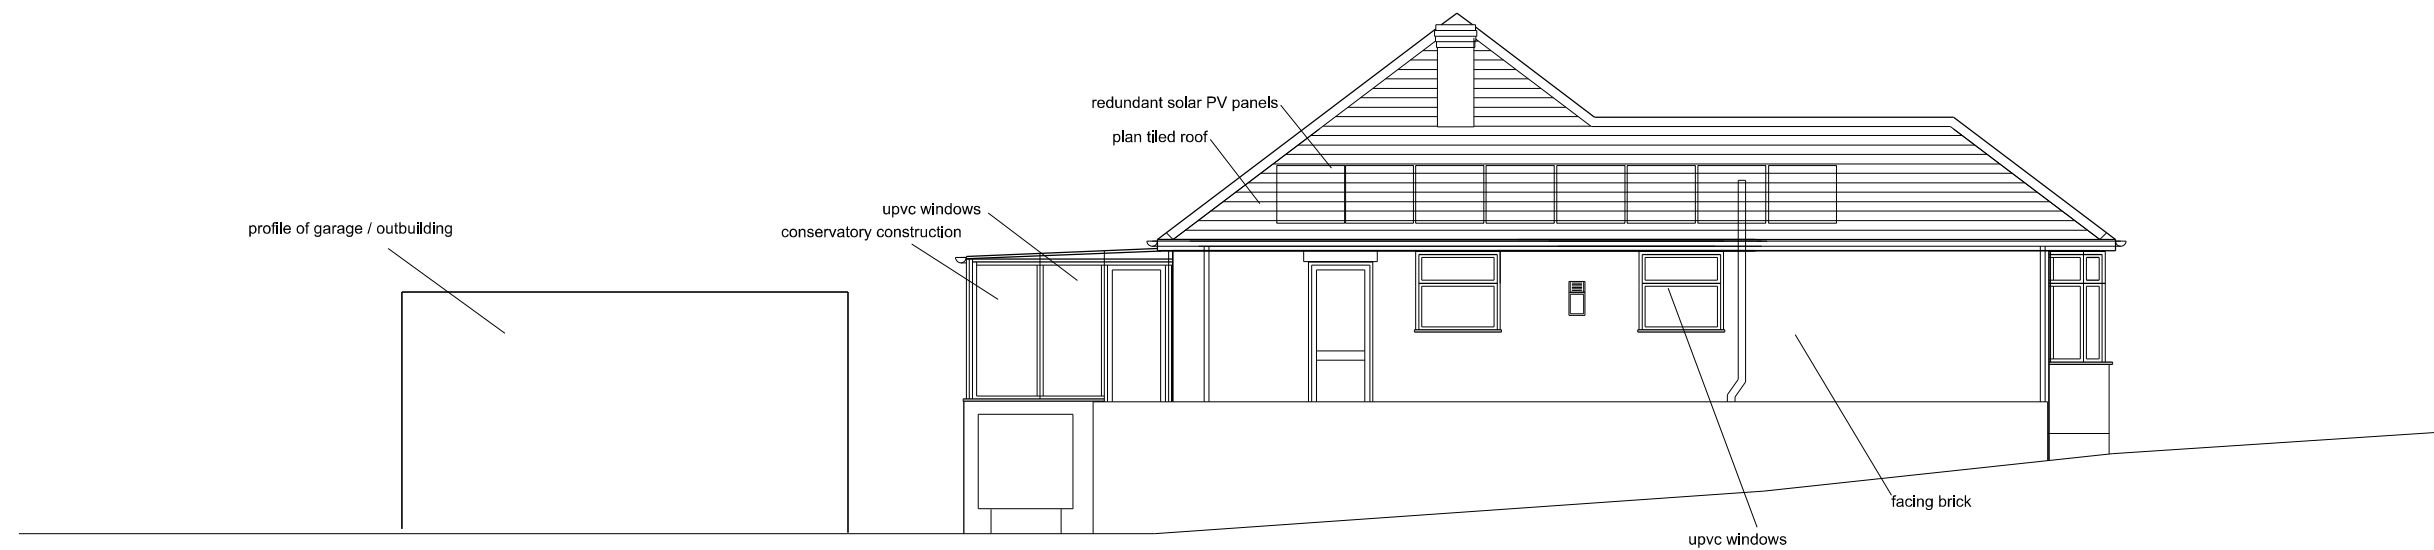 redundant solar PV panels
plan tiled roof
upvc windows
conservatory construction
profile of garage / outbuilding
facing brick
upvc windows